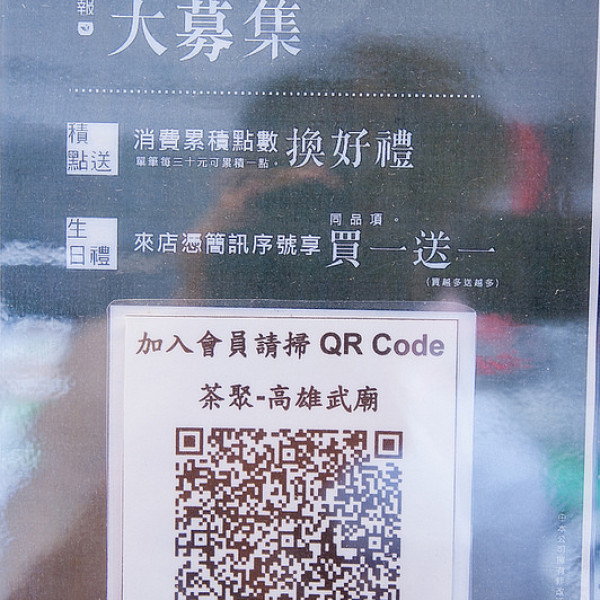 報
大募集
積點送
消費累積點數 換好禮
單筆每三十元可累積一點。
生日禮
同品項。
來店憑簡訊序號享 買一送一
(買越多送越多)
加入會員請掃 QR Code
茶聚-高雄武廟